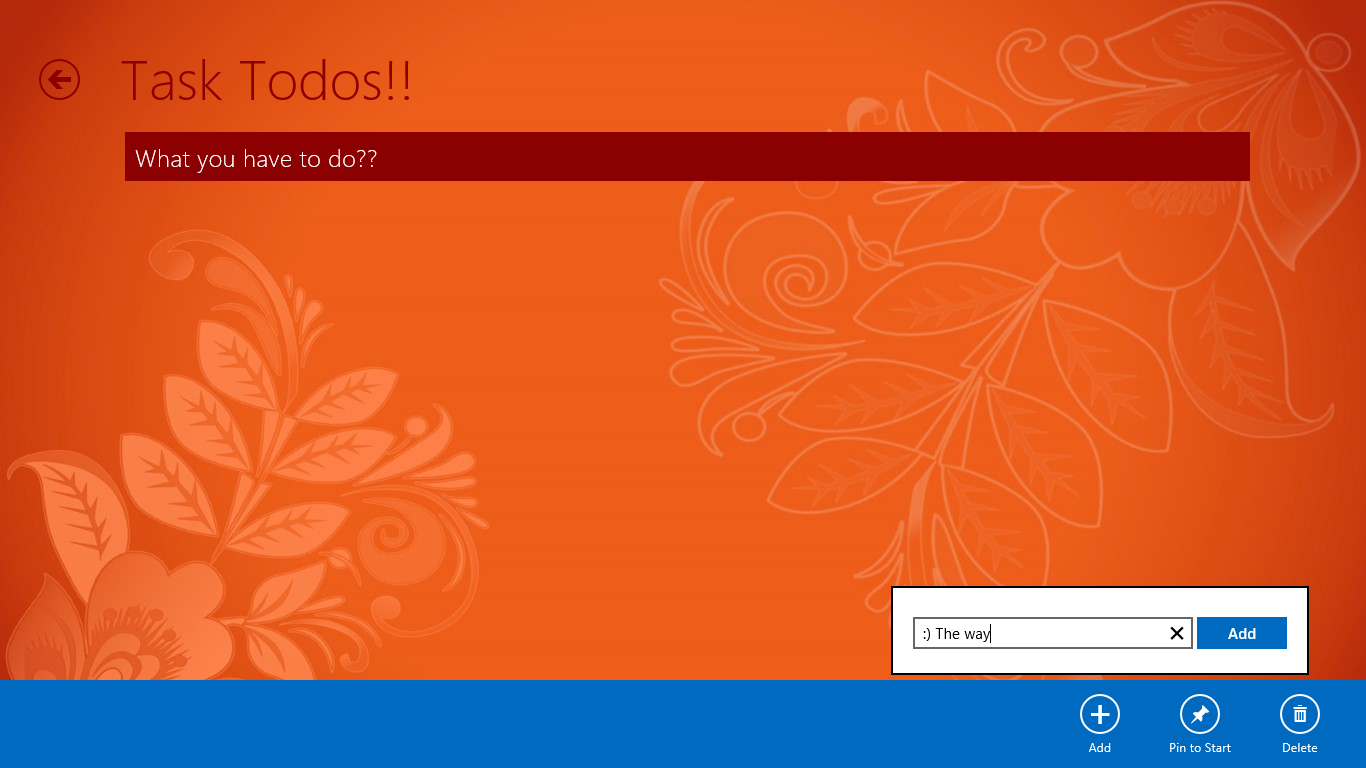 Task Todos!!
What you have to do??
:) The way
Add
Add
Pin to Start
Delete